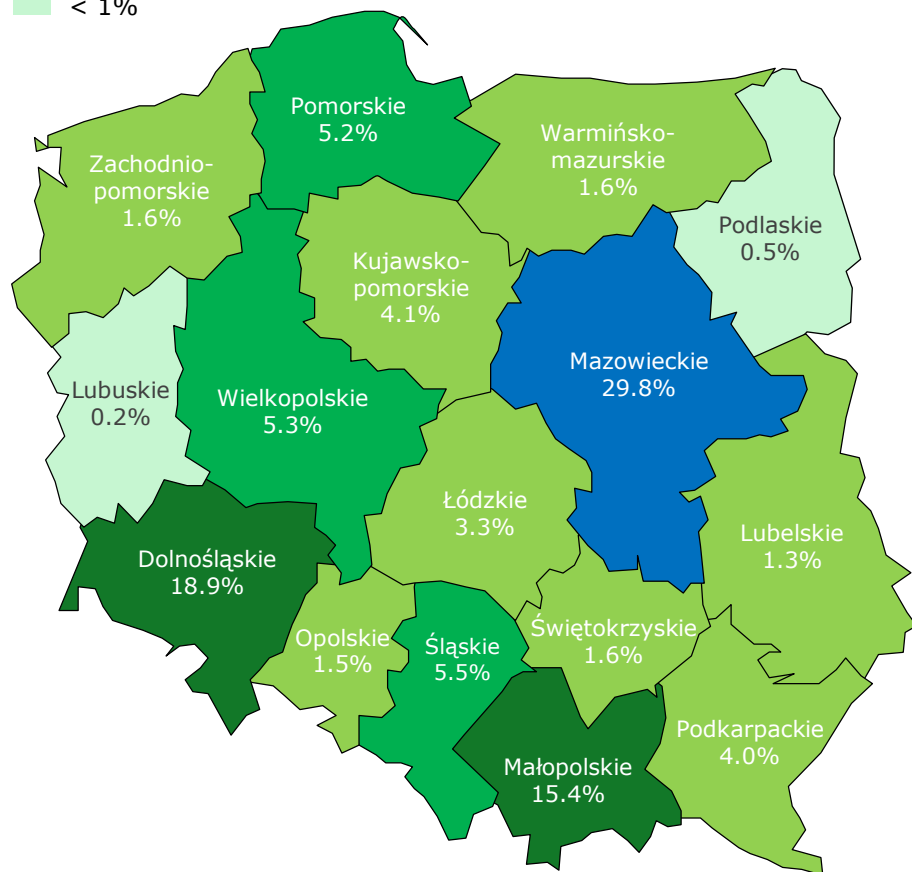 < 1%
Pomorskie
5.2%
Warmińsko-
mazurskie
1.6%
Zachodnio-
pomorskie
1.6%
Podlaskie
0.5%
Kujawsko-
pomorskie
4.1%
Mazowieckie
29.8%
Lubuskie
0.2%
Wielkopolskie
5.3%
Łódzkie
3.3%
Lubelskie
1.3%
Dolnośląskie
18.9%
Opolskie
1.5%
Śląskie
5.5%
Świętokrzyskie
1.6%
Podkarpackie
4.0%
Małopolskie
15.4%